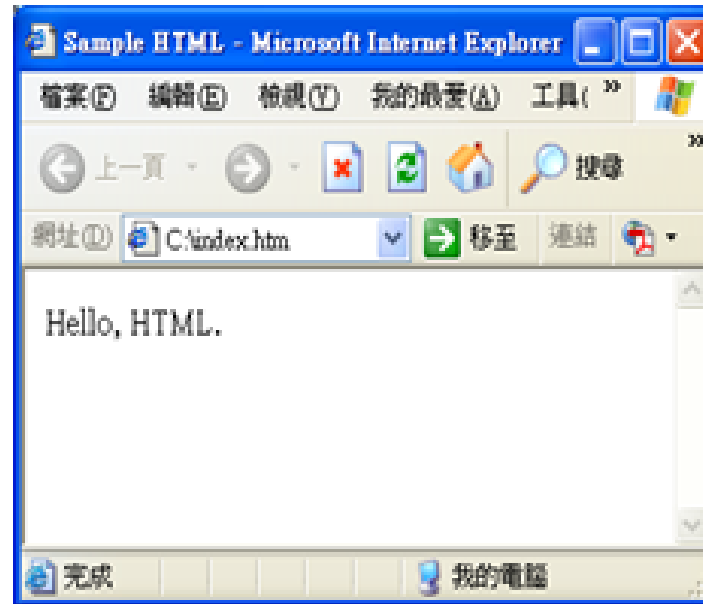 Sample HTML - Microsoft Internet Explorer
檔案(F) 編輯(E) 檢視(V) 我的最愛(A) 工具( »
上一頁 搜尋 »
網址(D) C:\index.htm 移至 連結
Hello, HTML.
完成 我的電腦